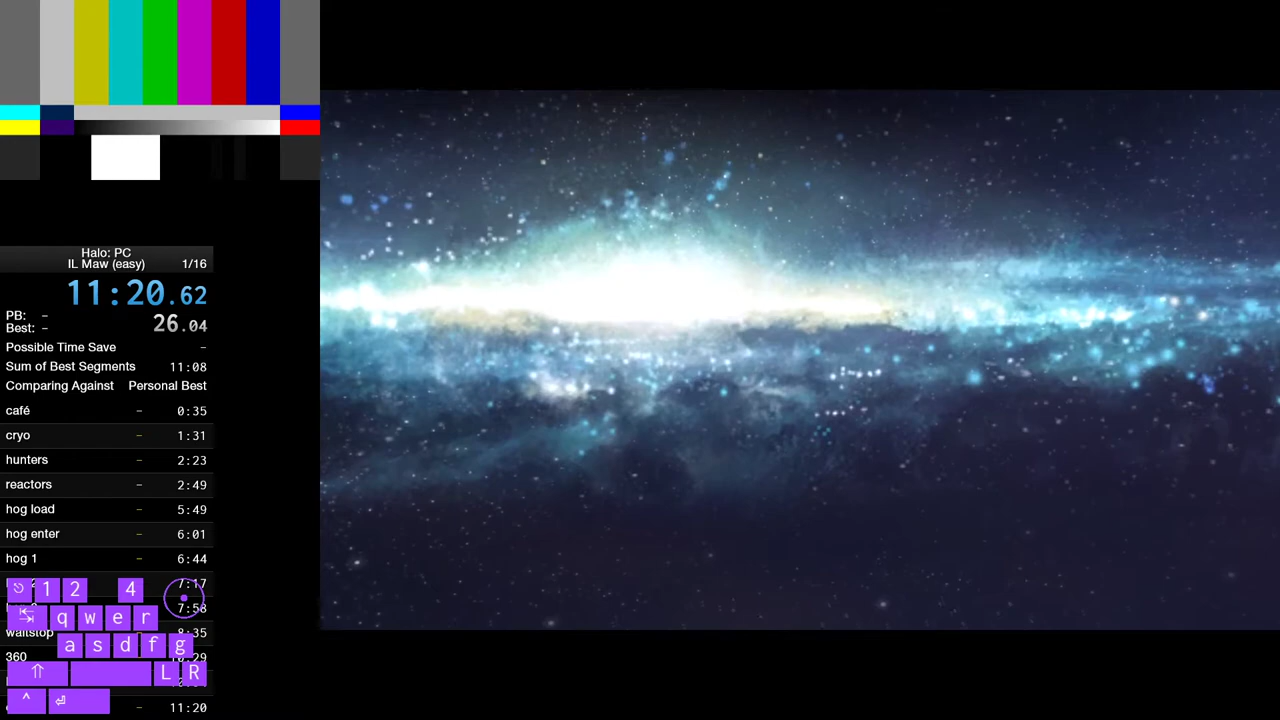 Halo: PC
IL Maw (easy) 1/16
11:20.62
PB: –
26.04
Best: –
Possible Time Save –
Sum of Best Segments 11:08
Comparing Against Personal Best
café – 0:35
cryo – 1:31
hunters – 2:23
reactors – 2:49
hog load – 5:49
hog enter – 6:01
hog 1 – 6:44
7:17
1 2 4
7:58
q w e r
waitstop 8:35
a s d f g
360 10:29
L R
^
– 11:20